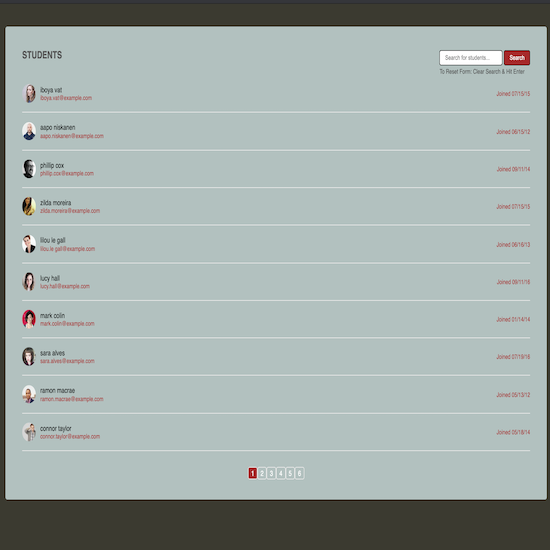 STUDENTS
Search for students...
Search
To Reset Form: Clear Search & Hit Enter
iboya vat
iboya.vat@example.com
Joined 07/15/15
aapo niskanen
aapo.niskanen@example.com
Joined 06/15/12
phillip cox
phillip.cox@example.com
Joined 09/11/14
zilda moreira
zilda.moreira@example.com
Joined 07/15/15
lilou le gall
lilou.le gall@example.com
Joined 06/16/13
lucy hall
lucy.hall@example.com
Joined 09/11/16
mark colin
mark.colin@example.com
Joined 01/14/14
sara alves
sara.alves@example.com
Joined 07/19/16
ramon macrae
ramon.macrae@example.com
Joined 05/13/12
connor taylor
connor.taylor@example.com
Joined 05/18/14
1 2 3 4 5 6